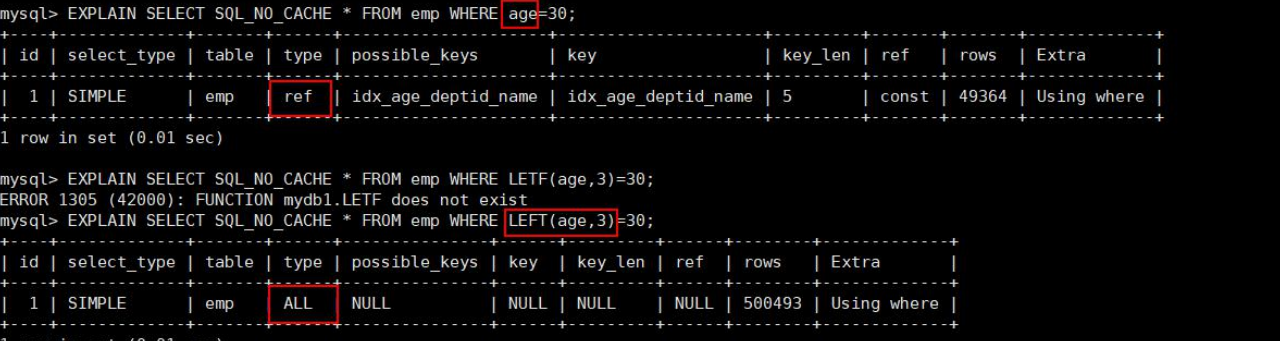 mysql> EXPLAIN SELECT SQL_NO_CACHE * FROM emp WHERE age=30;
+----+-------------+-------+------+----------------------+----------------------+---------+-------+-------+-------------+
| id | select_type | table | type | possible_keys | key | key_len | ref | rows | Extra |
+----+-------------+-------+------+----------------------+----------------------+---------+-------+-------+-------------+
| 1 | SIMPLE | emp | ref | idx_age_deptid_name | idx_age_deptid_name | 5 | const | 49364 | Using where |
+----+-------------+-------+------+----------------------+----------------------+---------+-------+-------+-------------+
1 row in set (0.01 sec)
mysql> EXPLAIN SELECT SQL_NO_CACHE * FROM emp WHERE LETF(age,3)=30;
ERROR 1305 (42000): FUNCTION mydb1.LETF does not exist
mysql> EXPLAIN SELECT SQL_NO_CACHE * FROM emp WHERE LEFT(age,3)=30;
+----+-------------+-------+------+---------------+------+---------+------+--------+-------------+
| id | select_type | table | type | possible_keys | key | key_len | ref | rows | Extra |
+----+-------------+-------+------+---------------+------+---------+------+--------+-------------+
| 1 | SIMPLE | emp | ALL | NULL | NULL | NULL | NULL | 500493 | Using where |
+----+-------------+-------+------+---------------+------+---------+------+--------+-------------+